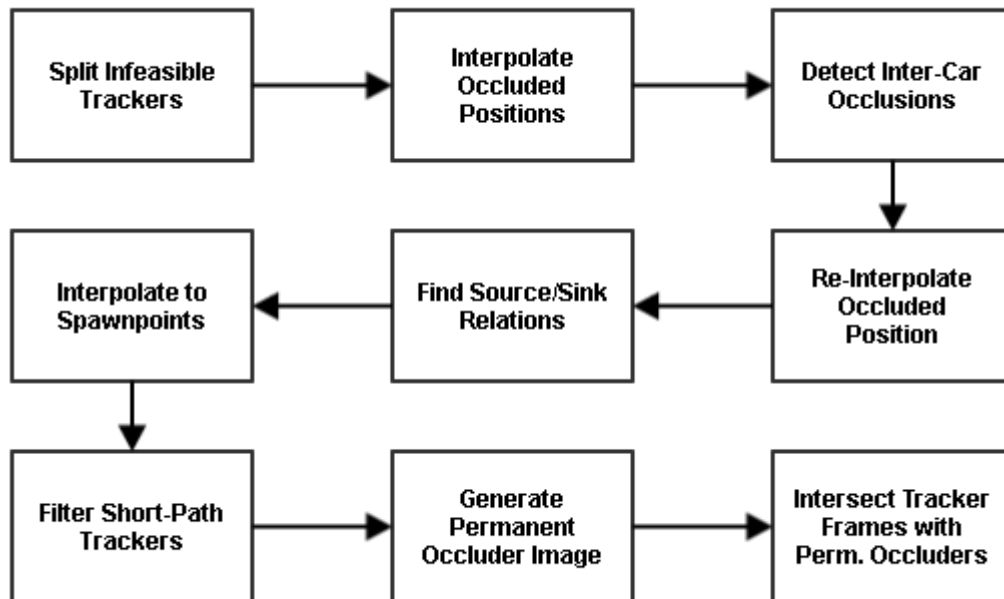 Split Infeasible
Trackers
Interpolate
Occluded
Positions
Detect Inter-Car
Occlusions
Re-Interpolate
Occluded
Position
Find Source/Sink
Relations
Interpolate to
Spawnpoints
Filter Short-Path
Trackers
Generate
Permanent
Occluder Image
Intersect Tracker
Frames with
Perm. Occluders